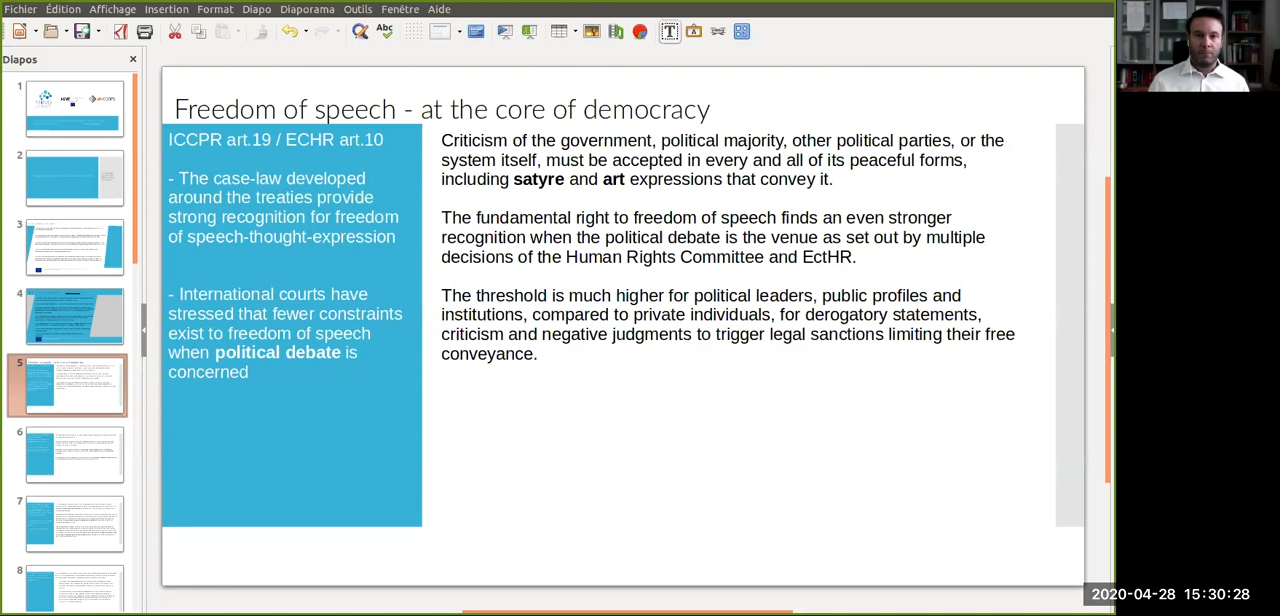 Fichier Édition Affichage Insertion Format Diapo Diaporama Outils Fenêtre Aide
Diapos
1
2
3
4
5
6
7
8
Freedom of speech - at the core of democracy
ICCPR art.19 / ECHR art.10
- The case-law developed
around the treaties provide
strong recognition for freedom
of speech-thought-expression
- International courts have
stressed that fewer constraints
exist to freedom of speech
when political debate is
concerned
Criticism of the government, political majority, other political parties, or the
system itself, must be accepted in every and all of its peaceful forms,
including satyre and art expressions that convey it.
The fundamental right to freedom of speech finds an even stronger
recognition when the political debate is the venue as set out by multiple
decisions of the Human Rights Committee and EctHR.
The threshold is much higher for political leaders, public profiles and
institutions, compared to private individuals, for derogatory statements,
criticism and negative judgments to trigger legal sanctions limiting their free
conveyance.
2020-04-28 15:30:28